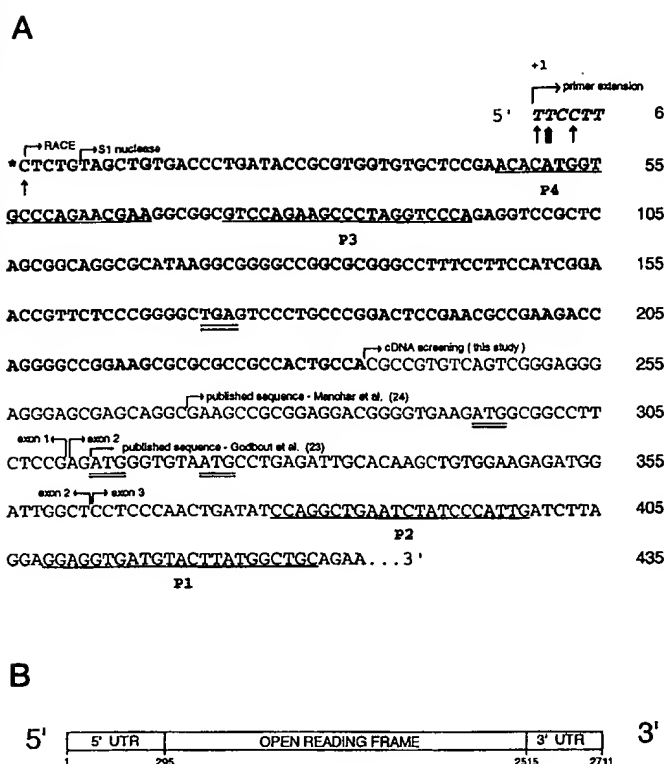 A
+1
primer extension
5' TTCCTT 6
RACE S1 nuclease
*CTCTGTAGCTGTGACCCTGATACCGCGTGGTGTGCTCCGAACACATGGT 55
P4
GCCCAGAACGAAGGCGGCGTCCAGAAGCCCTAGGTCCCAGAGGTCCGCTC 105
P3
AGCGGCAGGCGCATAAGGCGGGGCCGGCGCGGGCCTTTCCTTCCATCGGA 155
ACCGTTCTCCCGGGGCTGAGTCCCTGCCCGGACTCCGAACGCCGAAGACC 205
cDNA screening ( this study )
AGGGGCCGGAAGCGCGCGCCGCCACTGCCACGCCGTGTCAGTCGGGAGGG 255
published sequence - Manohar et al. (24)
AGGGAGCGAGCAGGCGCGAAGCCGCGGAGGACGGGGTGAAGATGGCGGCCTT 305
exon 1 exon 2 published sequence - Godbout et al. (23)
CTCCGAGATGGGTGTAATGCCTGAGATTGCACAAGCTGTGGAAGAGATGG 355
exon 2 exon 3
ATTGGCTCCTCCCAACTGATATCCAGGCTGAATCTATCCCATTGATCTTA 405
P2
GGAGGAGGTGATGTACTTATGGCTGCAGAA...3' 435
P1
B
5' 5' UTR OPEN READING FRAME 3' UTR 3'
1 295 2515 2711